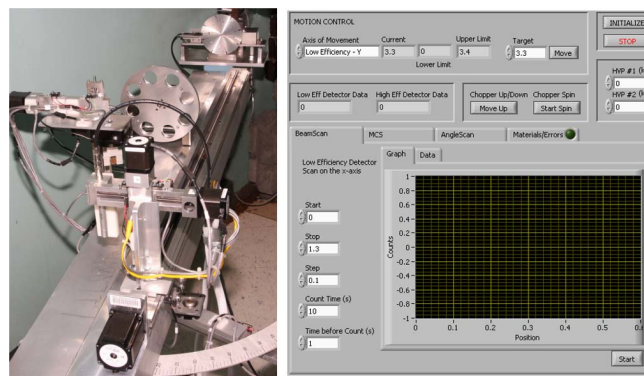 MOTION CONTROL
INITIALIZE
Axis of Movement Current Upper Limit Target
Low Efficiency - Y 3.3 0 3.4 3.3 Move
Lower Limit
STOP
HVP #1
0
Low Eff Detector Data High Eff Detector Data Chopper Up/Down Chopper Spin
HVP #2
0 0 Move Up Start Spin 0
BeamScan MCS AngleScan Materials/Errors
Graph Data
Low Efficiency Detector
Scan on the x-axis
Start
0
Stop
1.3
Step
0.1
Count Time (s)
10
Time before Count (s)
1
Counts
1
0.8
0.6
0.4
0.2
0
-0.2
-0.4
-0.6
-0.8
-1
0 0.1 0.2 0.3 0.4 0.5
Position
Start